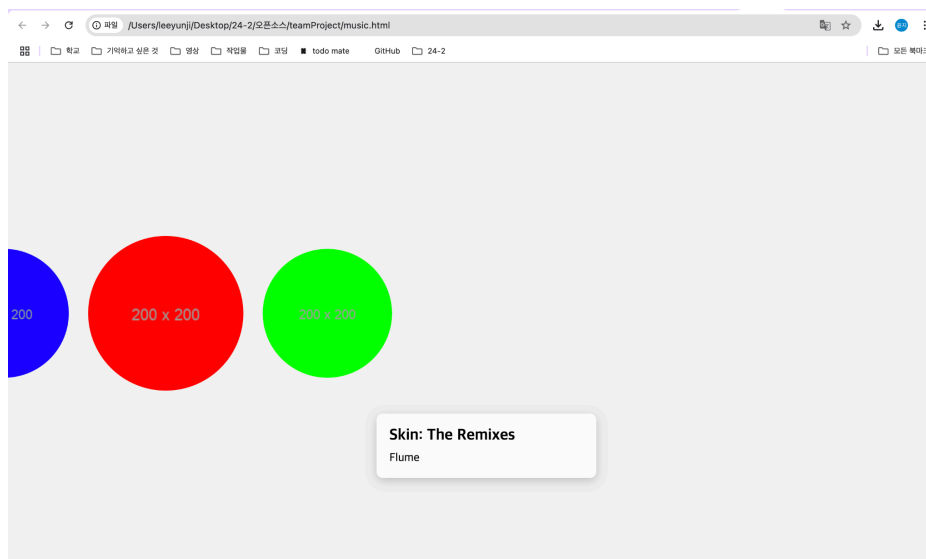 파일 /Users/leeyunji/Desktop/24-2/오픈소스/teamProject/music.html
학교 기억하고 싶은 것 영상 작업물 코딩 todo mate GitHub 24-2 모든 북마크
200 200 x 200 200 x 200
Skin: The Remixes
Flume